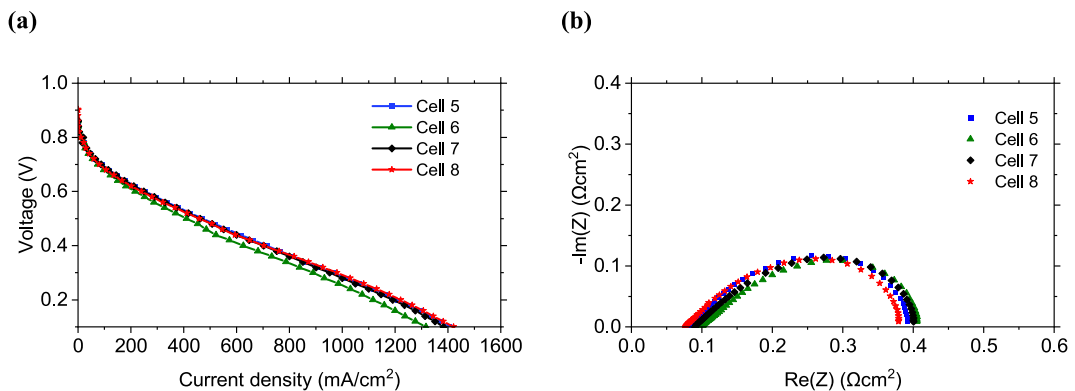 (a)
(b)
1.0
0.8
0.6
0.4
0.2
0 200 400 600 800 1000 1200 1400 1600
Voltage (V)
Current density (mA/cm²)
Cell 5
Cell 6
Cell 7
Cell 8
0.4
0.3
0.2
0.1
0.0
0.0 0.1 0.2 0.3 0.4 0.5 0.6
-Im(Z) (Ωcm²)
Re(Z) (Ωcm²)
Cell 5
Cell 6
Cell 7
Cell 8